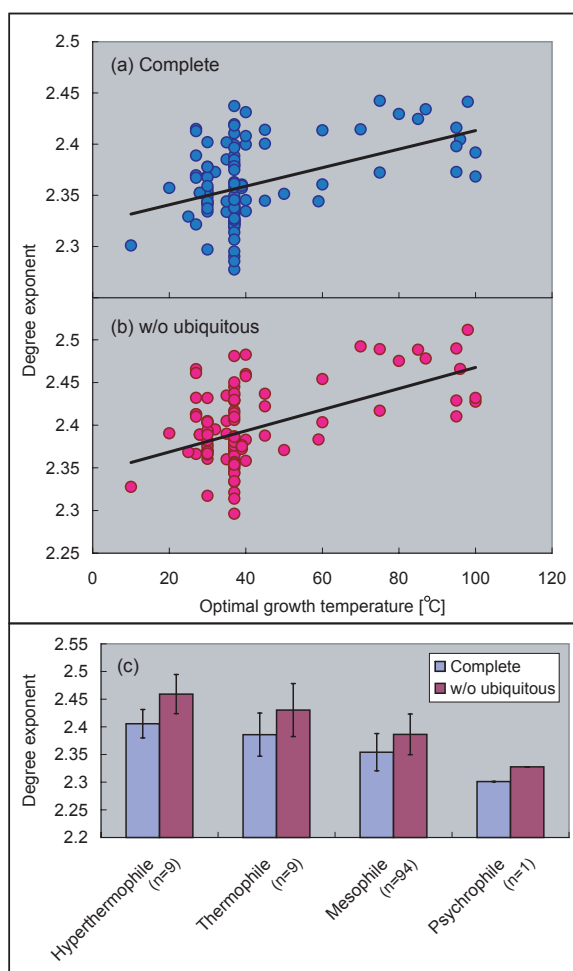 2.5
(a) Complete
2.45
2.4
2.35
2.3
Degree exponent
(b) w/o ubiquitous
2.5
2.45
2.4
2.35
2.3
2.25
0 20 40 60 80 100 120
Optimal growth temperature [°C]
2.55
(c)
Complete
w/o ubiquitous
2.5
2.45
2.4
2.35
2.3
2.25
2.2
Degree exponent
Hyperthermophile
(n=9)
Thermophile
(n=9)
Mesophile
(n=94)
Psychrophile
(n=1)